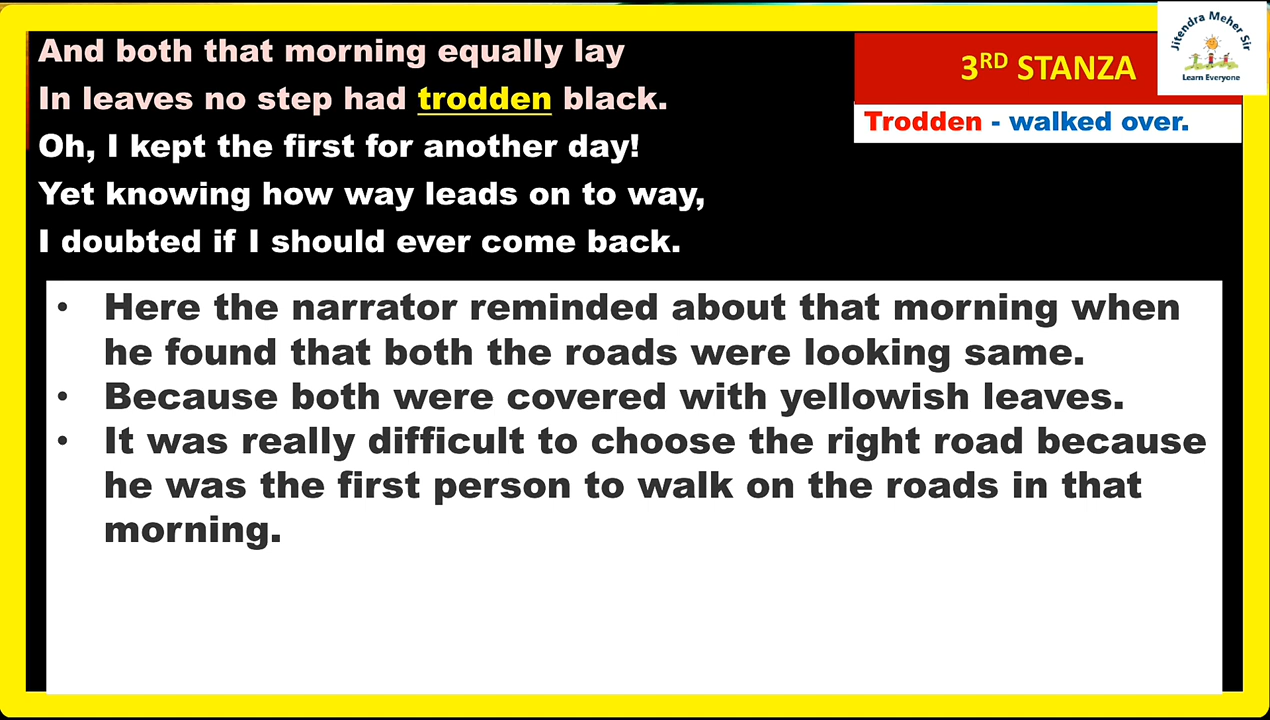 And both that morning equally lay
In leaves no step had trodden black.
Oh, I kept the first for another day!
Yet knowing how way leads on to way,
I doubted if I should ever come back.
3RD STANZA
Trodden - walked over.
Jitendra Meher Sir
Learn Everyone
• Here the narrator reminded about that morning when
he found that both the roads were looking same.
• Because both were covered with yellowish leaves.
• It was really difficult to choose the right road because
he was the first person to walk on the roads in that
morning.